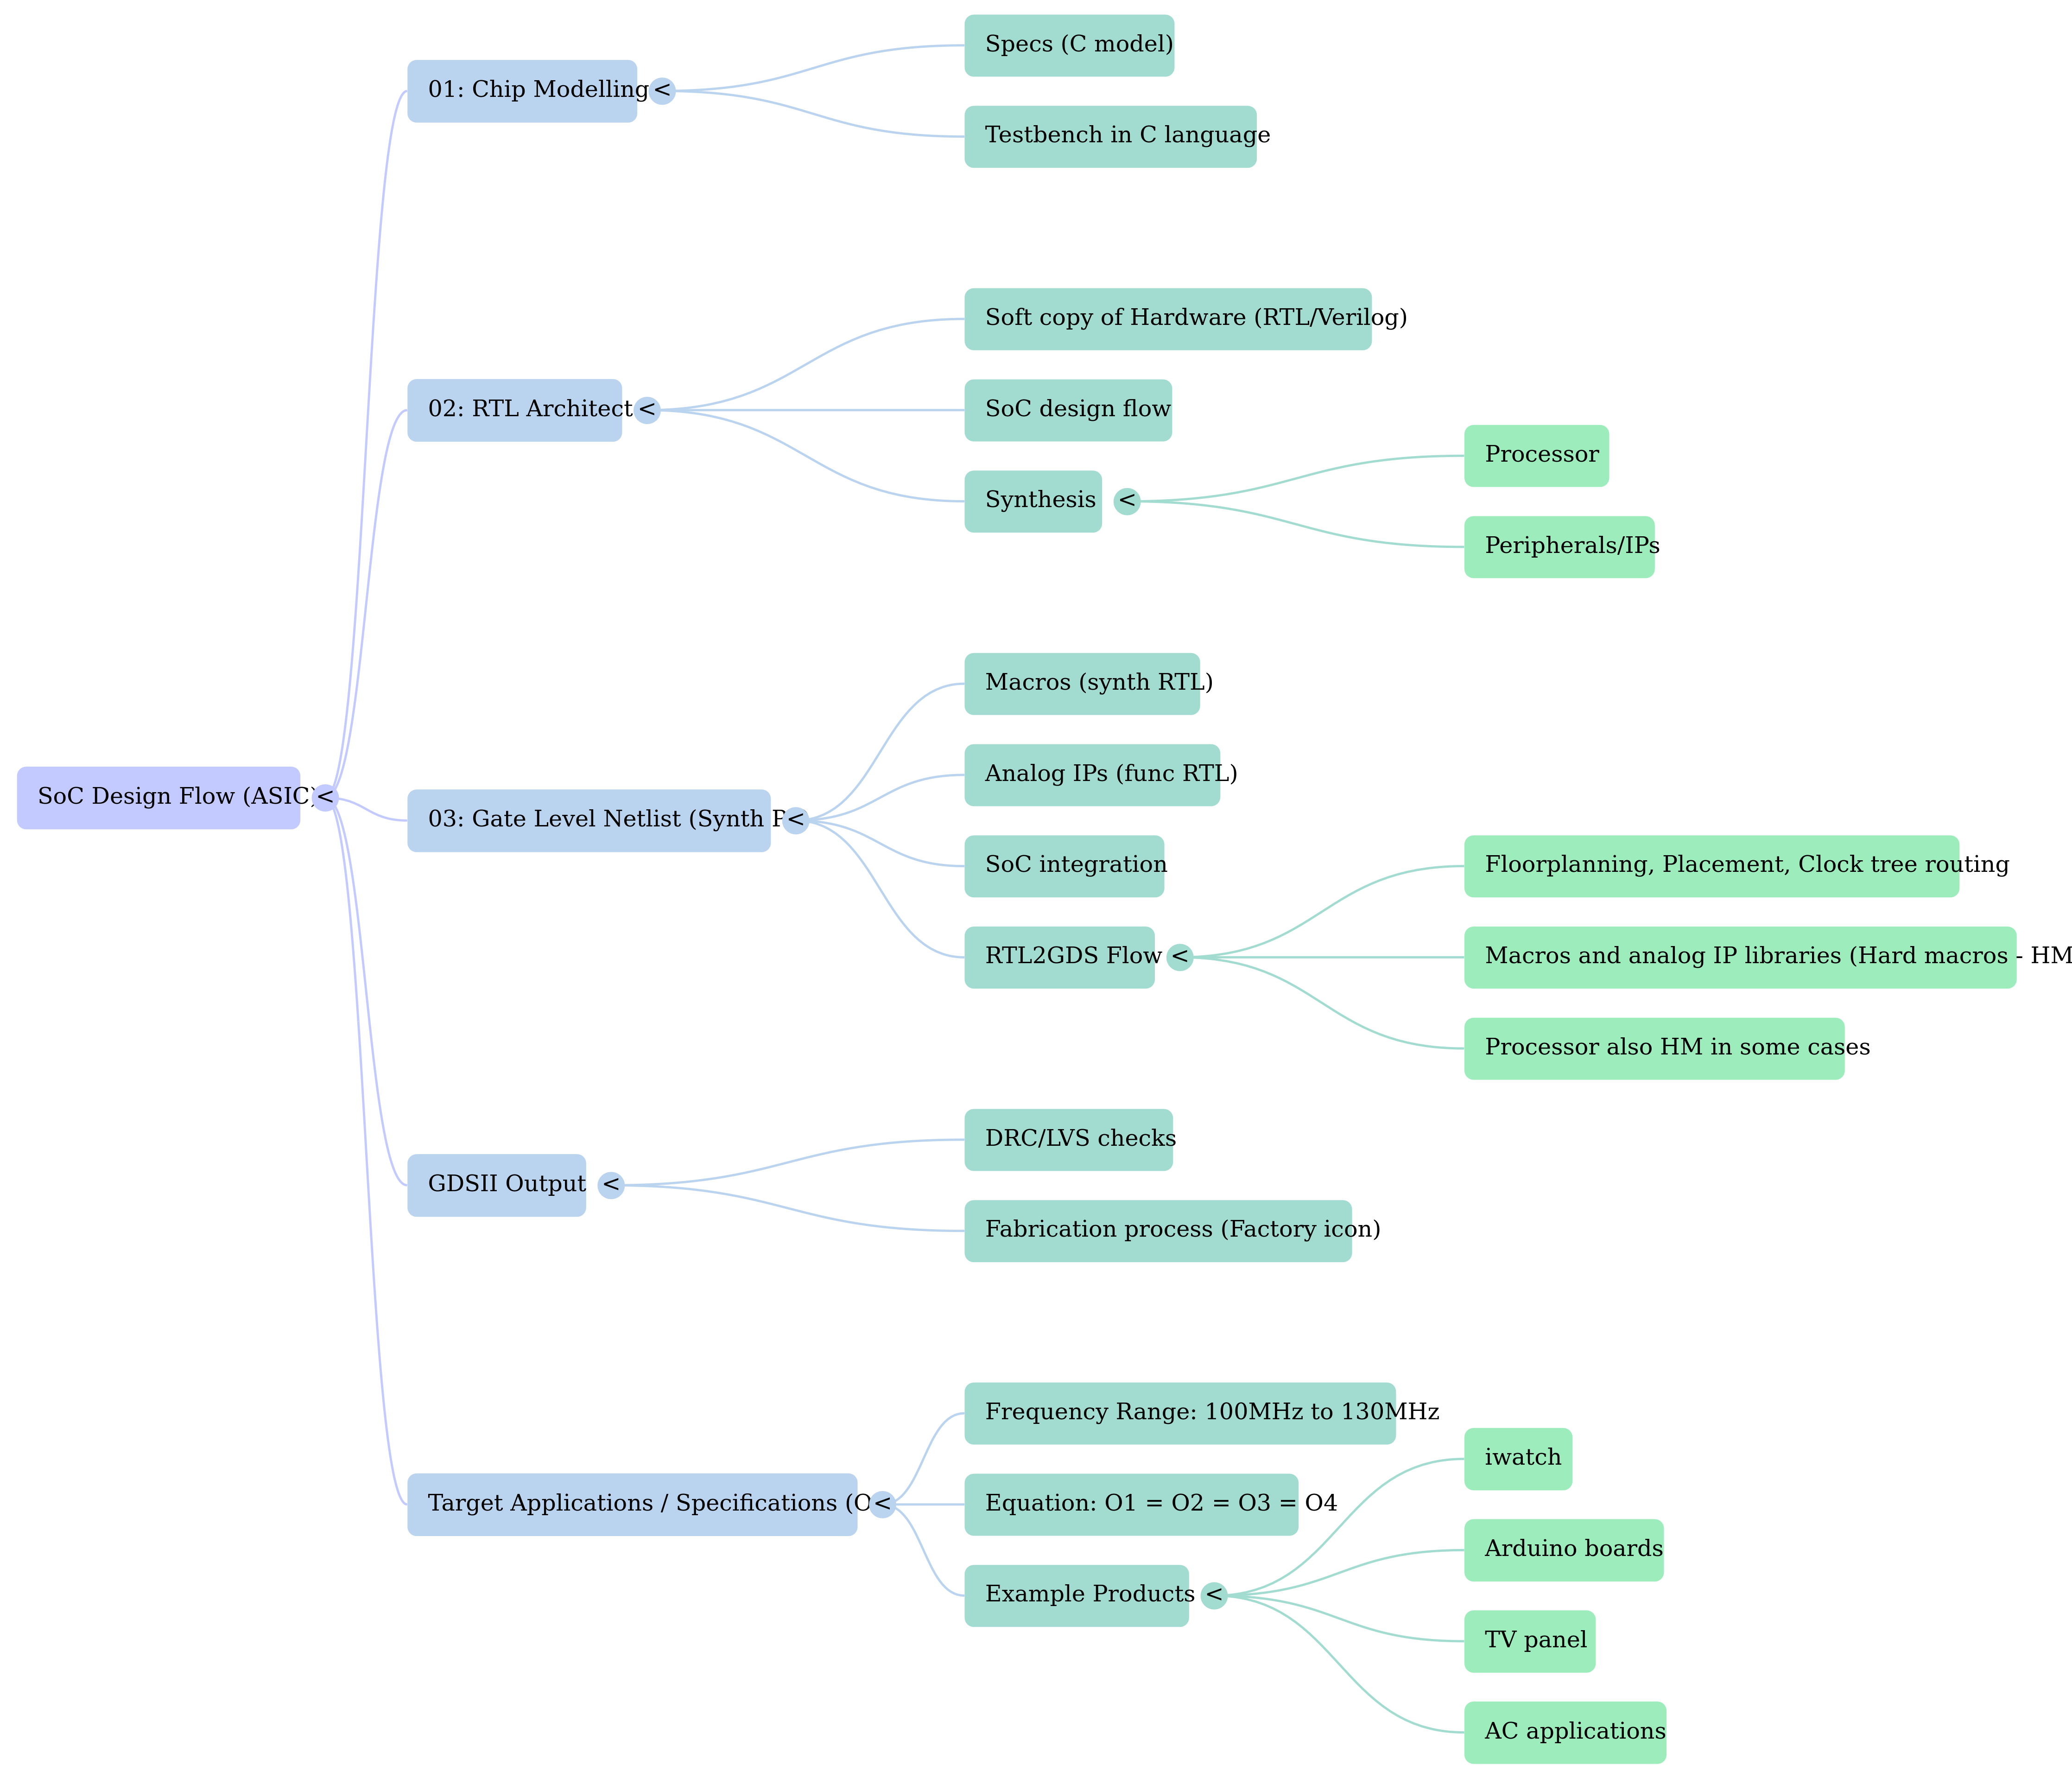 SoC Design Flow (ASIC)
<
01: Chip Modelling
<
Specs (C model)
Testbench in C language
02: RTL Architect
<
Soft copy of Hardware (RTL/Verilog)
SoC design flow
Synthesis
<
Processor
Peripherals/IPs
03: Gate Level Netlist (Synth
<
Macros (synth RTL)
Analog IPs (func RTL)
SoC integration
RTL2GDS Flow
<
Floorplanning, Placement, Clock tree routing
Macros and analog IP libraries (Hard macros - HM
Processor also HM in some cases
GDSII Output
<
DRC/LVS checks
Fabrication process (Factory icon)
Target Applications / Specifications
<
Frequency Range: 100MHz to 130MHz
Equation: O1 = O2 = O3 = O4
Example Products
<
iwatch
Arduino boards
TV panel
AC applications